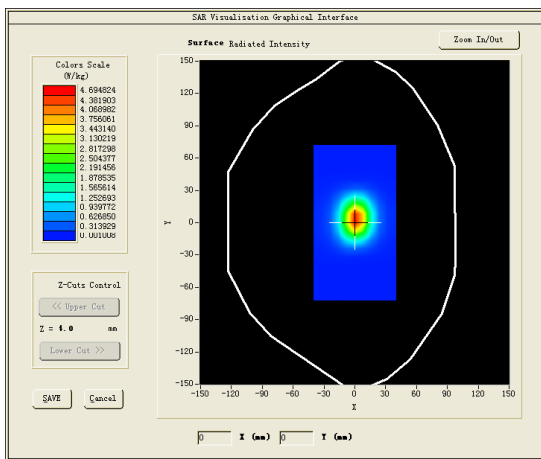 SAR Visualisation Graphical Interface
Surface Radiated Intensity
Zoom In/Out
Colors Scale
(W/kg)
4.694824
4.381903
4.068982
3.756061
3.443140
3.130219
2.817298
2.504377
2.191456
1.878535
1.565614
1.252693
0.939772
0.626850
0.313929
0.001008
150
120
90
60
30
0
-30
-60
-90
-120
-150
Y
-150 -120 -90 -60 -30 0 30 60 90 120 150
X
Z-Cuts Control
<< Upper Cut
Z = 4.0 mm
Lower Cut >>
SAVE Cancel
0 X (mm) 0 Y (mm)